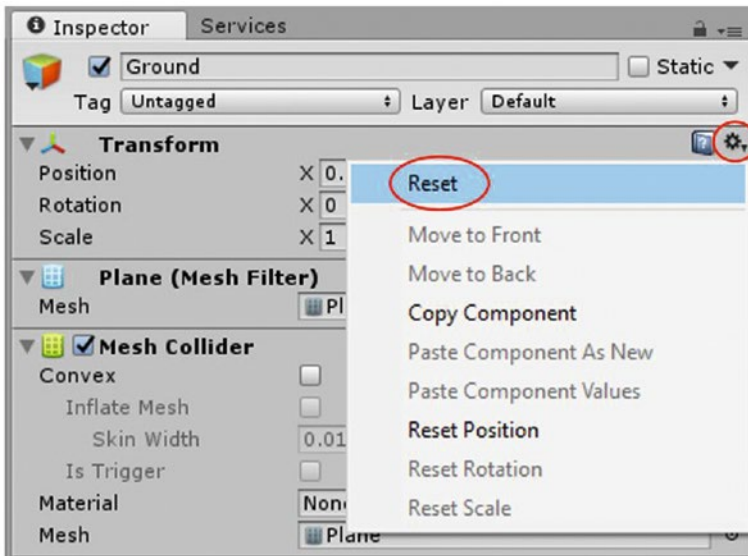 Inspector Services
Ground Static
Tag Untagged Layer Default
Transform
Position X 0.
Rotation X 0
Scale X 1
Reset
Move to Front
Move to Back
Copy Component
Paste Component As New
Paste Component Values
Reset Position
Reset Rotation
Reset Scale
Plane (Mesh Filter)
Mesh Pl
Mesh Collider
Convex
Inflate Mesh
Skin Width 0.01
Is Trigger
Material Non
Mesh Plane